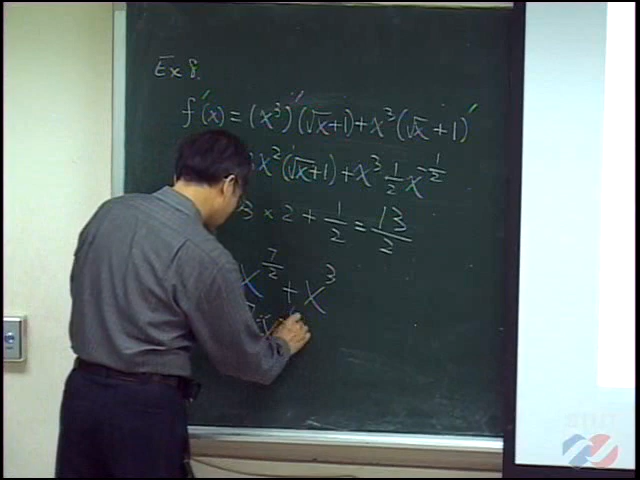 Ex 8.
f'(x) = (x³)'(√x+1)+x³(√x+1)'
x²(√x+1)+x³ 1/2 x^(-1/2)
3 × 2 + 1/2 = 13/2
x^(7/2) + x³